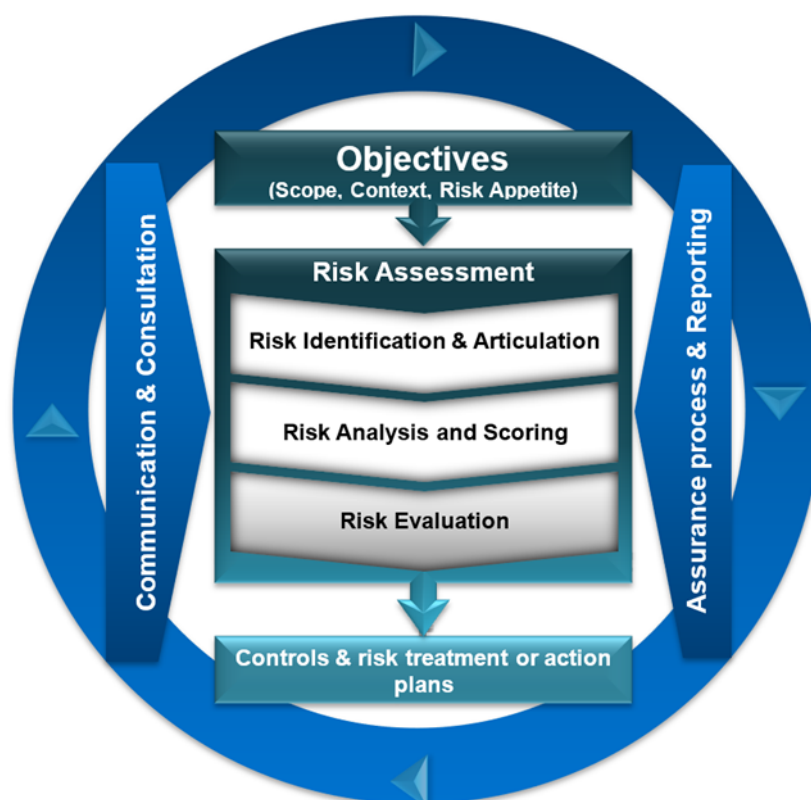 Objectives
(Scope, Context, Risk Appetite)
Risk Assessment
Risk Identification & Articulation
Risk Analysis and Scoring
Risk Evaluation
Controls & risk treatment or action
plans
Communication & Consultation
Assurance process & Reporting